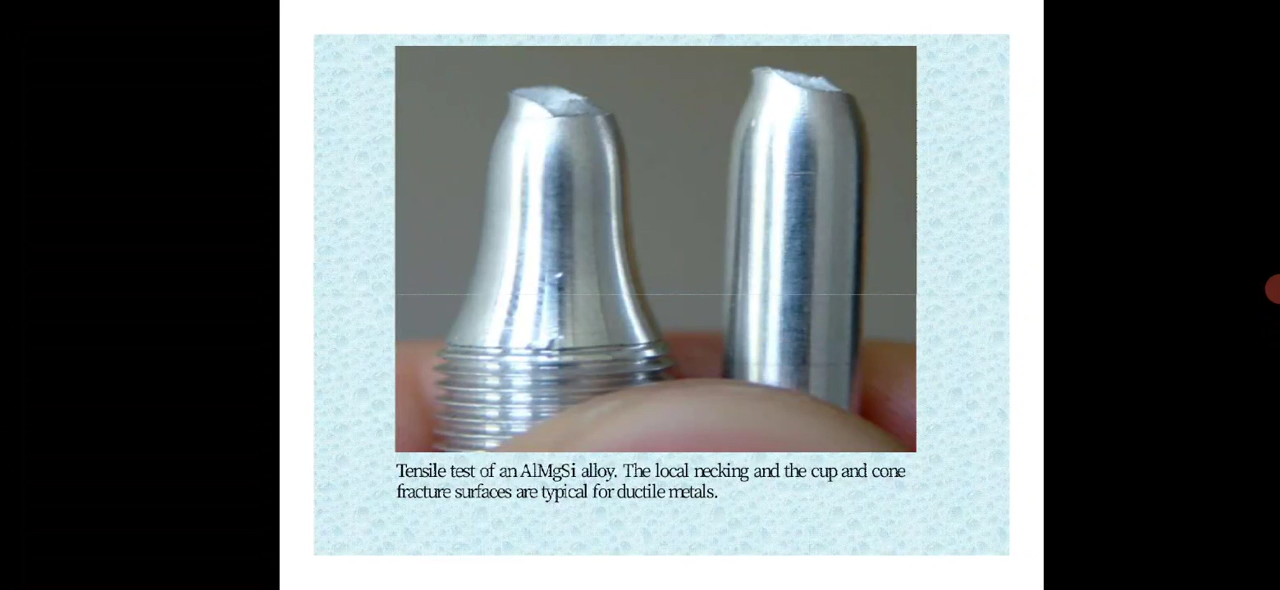 Tensile test of an AlMgSi alloy. The local necking and the cup and cone
fracture surfaces are typical for ductile metals.